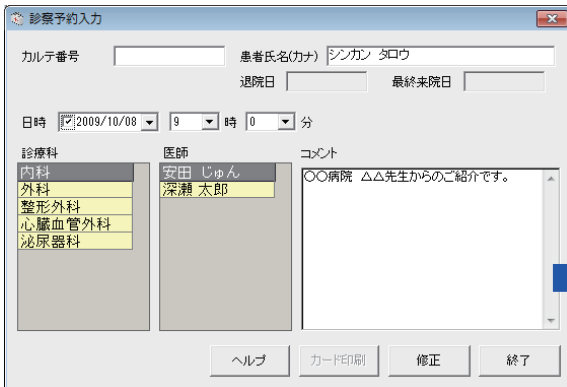 診察予約入力
カルテ番号 患者氏名(カナ) シンカン タロウ
退院日 最終来院日
日時 2009/10/08 9 時 0 分
診療科 医師 コメント
内科 安田 じゅん 〇〇病院 △△先生からのご紹介です。
外科 深瀬 太郎
整形外科
心臓血管外科
泌尿器科
ヘルプ カード印刷 修正 終了